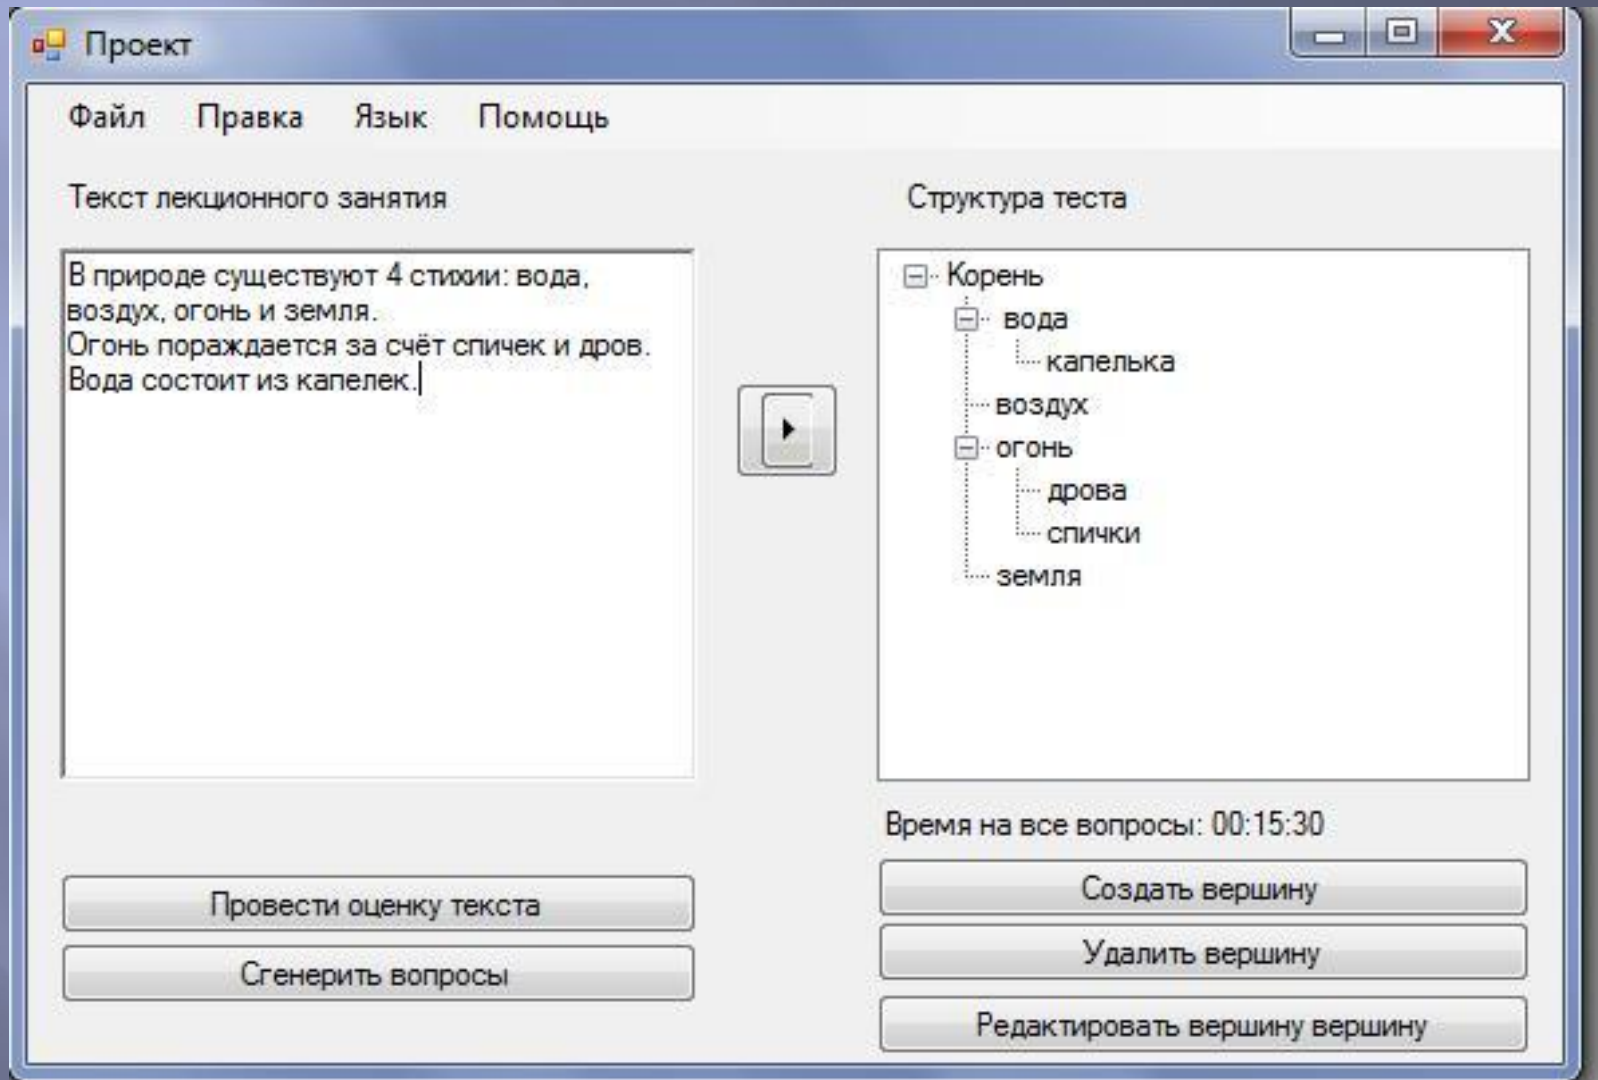 Проект
Файл Правка Язык Помощь
Текст лекционного занятия
В природе существуют 4 стихии: вода,
воздух, огонь и земля.
Огонь пораждается за счёт спичек и дров.
Вода состоит из капелек.
Провести оценку текста
Сгенерить вопросы
Структура теста
Корень
вода
капелька
воздух
огонь
дрова
спички
земля
Время на все вопросы: 00:15:30
Создать вершину
Удалить вершину
Редактировать вершину вершину